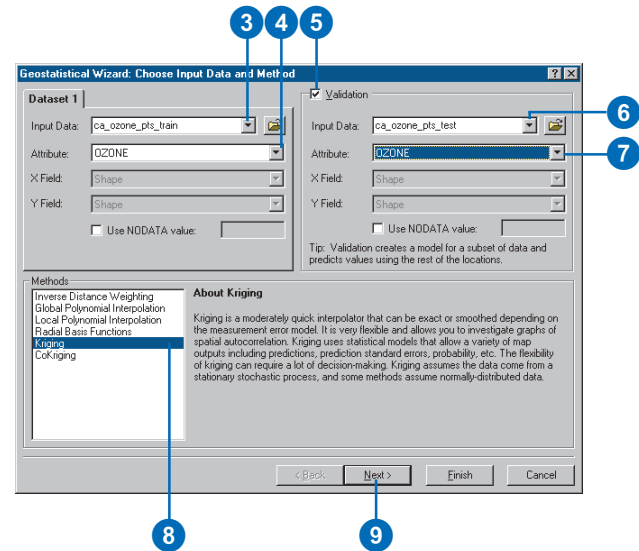 3 4 5
Geostatistical Wizard: Choose Input Data and Method
Dataset 1
Input Data: ca_ozone_pts_train
Attribute: OZONE
X Field: Shape
Y Field: Shape
Use NODATA value:
Validation
Input Data: ca_ozone_pts_test
6
Attribute: OZONE
7
X Field: Shape
Y Field: Shape
Use NODATA value:
Tip: Validation creates a model for a subset of data and
predicts values using the rest of the locations.
Methods
Inverse Distance Weighting
Global Polynomial Interpolation
Local Polynomial Interpolation
Radial Basis Functions
Kriging
CoKriging
About Kriging
Kriging is a moderately quick interpolator that can be exact or smoothed depending on
the measurement error model. It is very flexible and allows you to investigate graphs of
spatial autocorrelation. Kriging uses statistical models that allow a variety of map
outputs including predictions, prediction standard errors, probability, etc. The flexibility
of kriging can require a lot of decision-making. Kriging assumes the data come from a
stationary stochastic process, and some methods assume normally-distributed data.
< Back Next > Finish Cancel
8 9